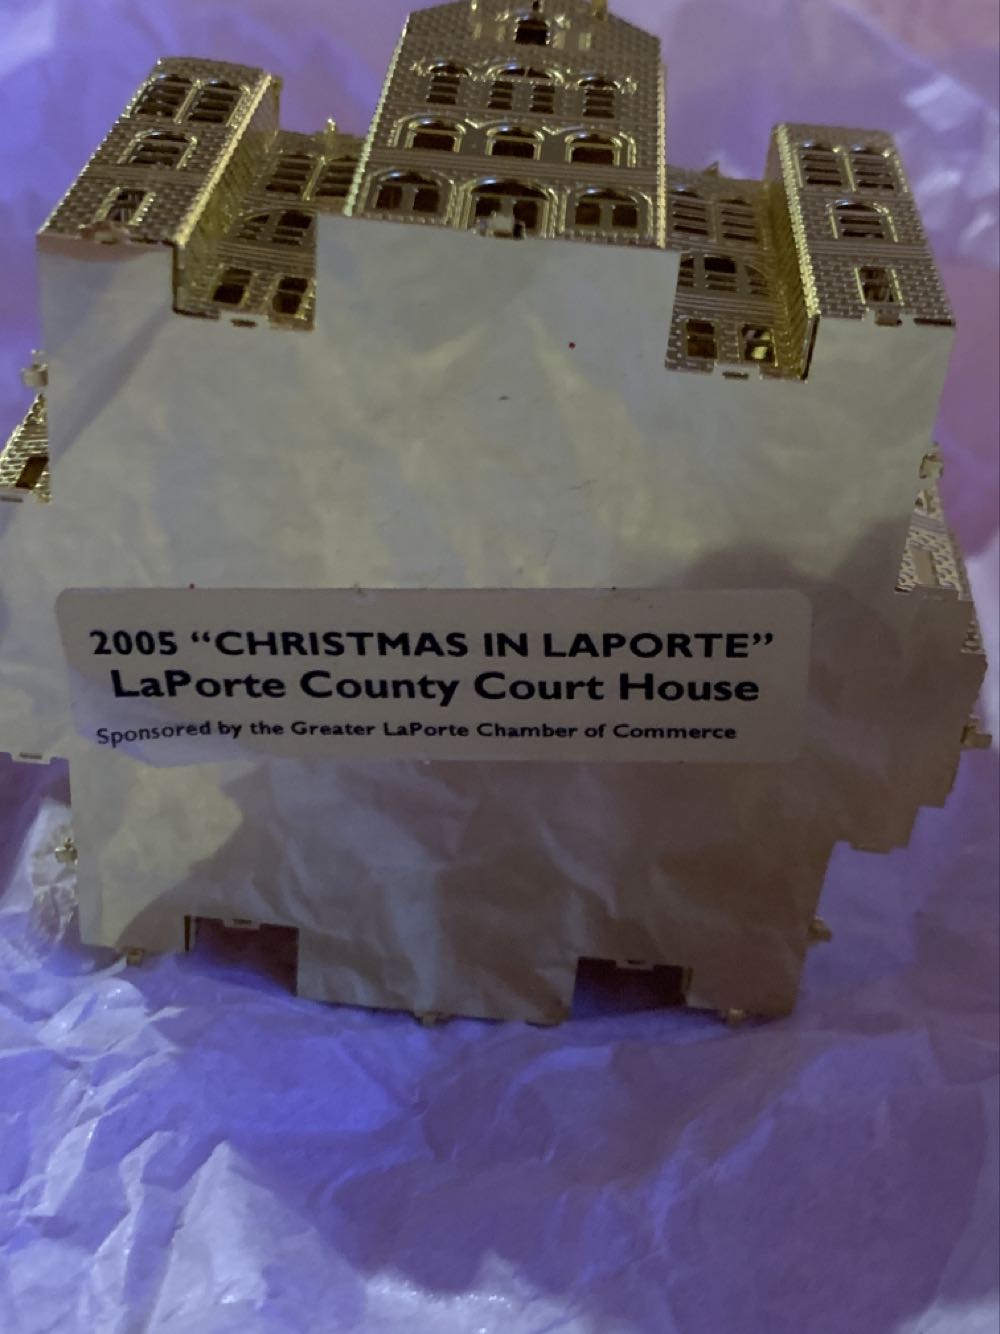 2005 “CHRISTMAS IN LAPORTE”
LaPorte County Court House
Sponsored by the Greater LaPorte Chamber of Commerce